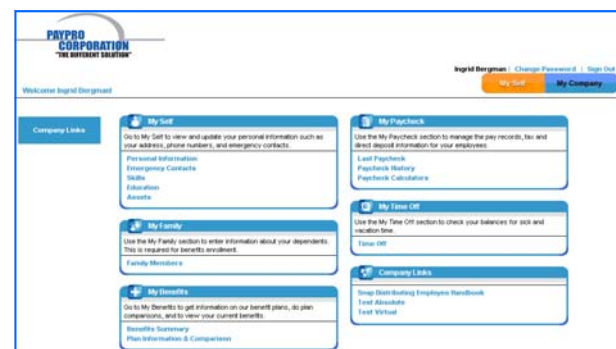 PAYPRO
CORPORATION
"THE DIFFERENT SOLUTION"
Ingrid Bergman | Change Password | Sign Out
My Self
My Company
Welcome Ingrid Bergman!
Company Links
My Self
Go to My Self to view and update your personal information such as
your address, phone numbers, and emergency contacts.
Personal Information
Emergency Contacts
Skills
Education
Assets
My Family
Use the My Family section to enter information about your dependents.
This is required for benefits enrollment.
Family Members
My Benefits
Go to My Benefits to get information on our benefit plans, do plan
comparisons, and to view your current benefits.
Benefits Summary
Plan Information & Comparison
My Paycheck
Use the My Paycheck section to manage the pay records, tax and
direct deposit information for your employees
Last Paycheck
Paycheck History
Paycheck Calculators
My Time Off
Use the My Time Off section to check your balances for sick and
vacation time.
Time Off
Company Links
Snap Distributing Employee Handbook
Test Absolute
Test Virtual